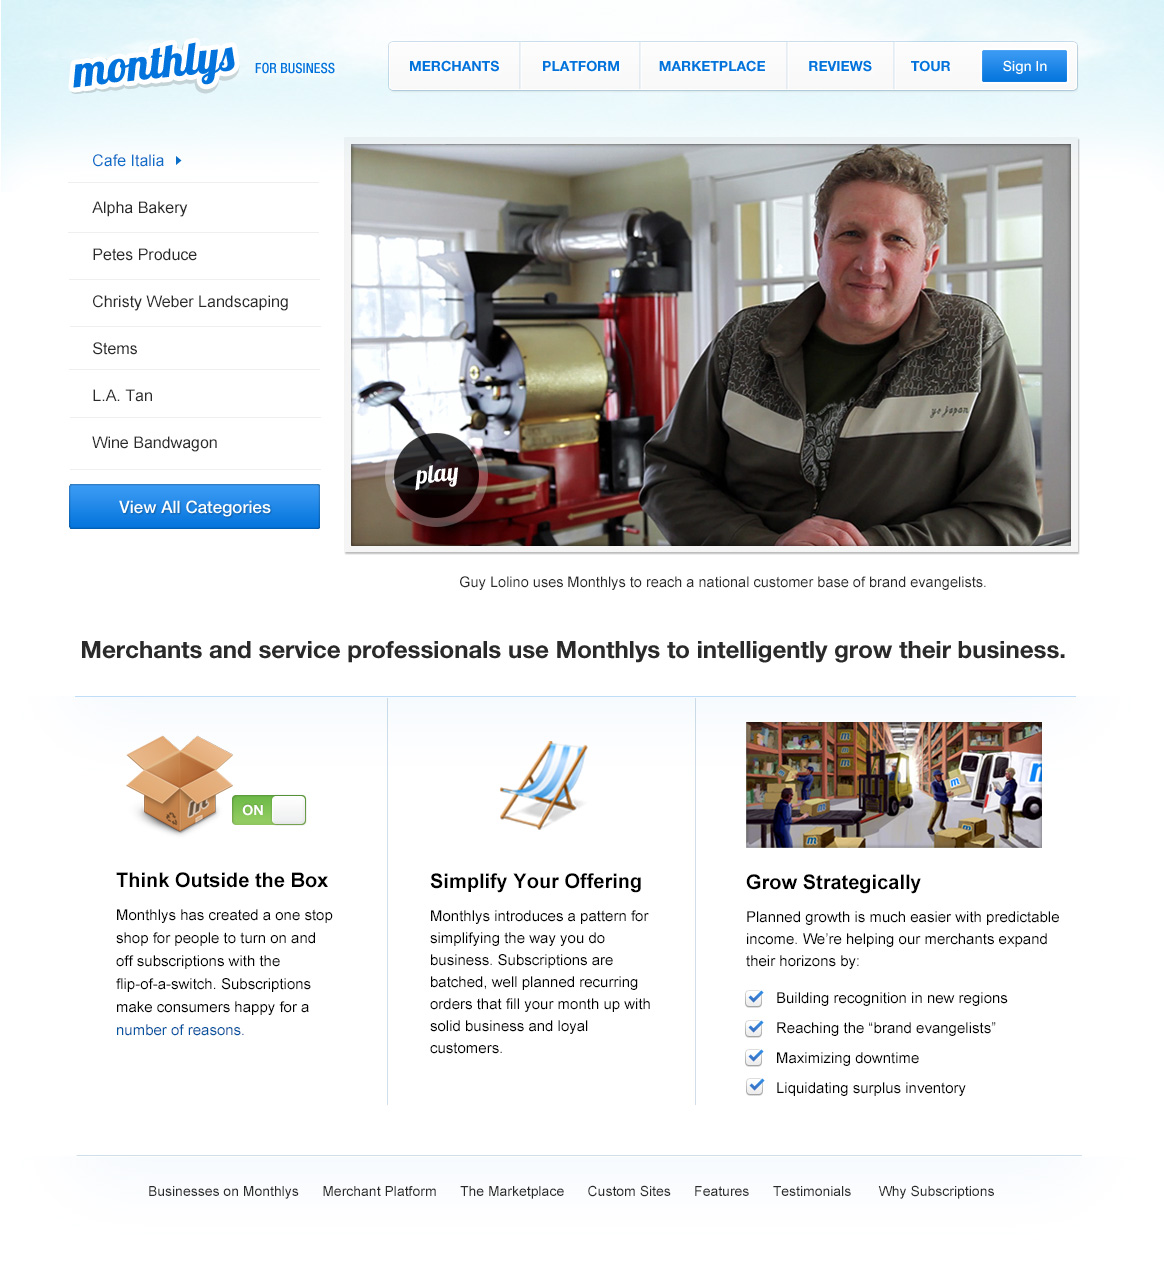 monthlys FOR BUSINESS
MERCHANTS PLATFORM MARKETPLACE REVIEWS TOUR Sign In
Cafe Italia
Alpha Bakery
Petes Produce
Christy Weber Landscaping
Stems
L.A. Tan
Wine Bandwagon
View All Categories
yo japan
play
Guy Lolino uses Monthlys to reach a national customer base of brand evangelists.
Merchants and service professionals use Monthlys to intelligently grow their business.
m
ON
Think Outside the Box
Monthlys has created a one stop
shop for people to turn on and
off subscriptions with the
flip-of-a-switch. Subscriptions
make consumers happy for a
number of reasons.
Simplify Your Offering
Monthlys introduces a pattern for
simplifying the way you do
business. Subscriptions are
batched, well planned recurring
orders that fill your month up with
solid business and loyal
customers.
m
m
m
m
m
m
Grow Strategically
Planned growth is much easier with predictable
income. We're helping our merchants expand
their horizons by:
Building recognition in new regions
Reaching the “brand evangelists”
Maximizing downtime
Liquidating surplus inventory
Businesses on Monthlys Merchant Platform The Marketplace Custom Sites Features Testimonials Why Subscriptions